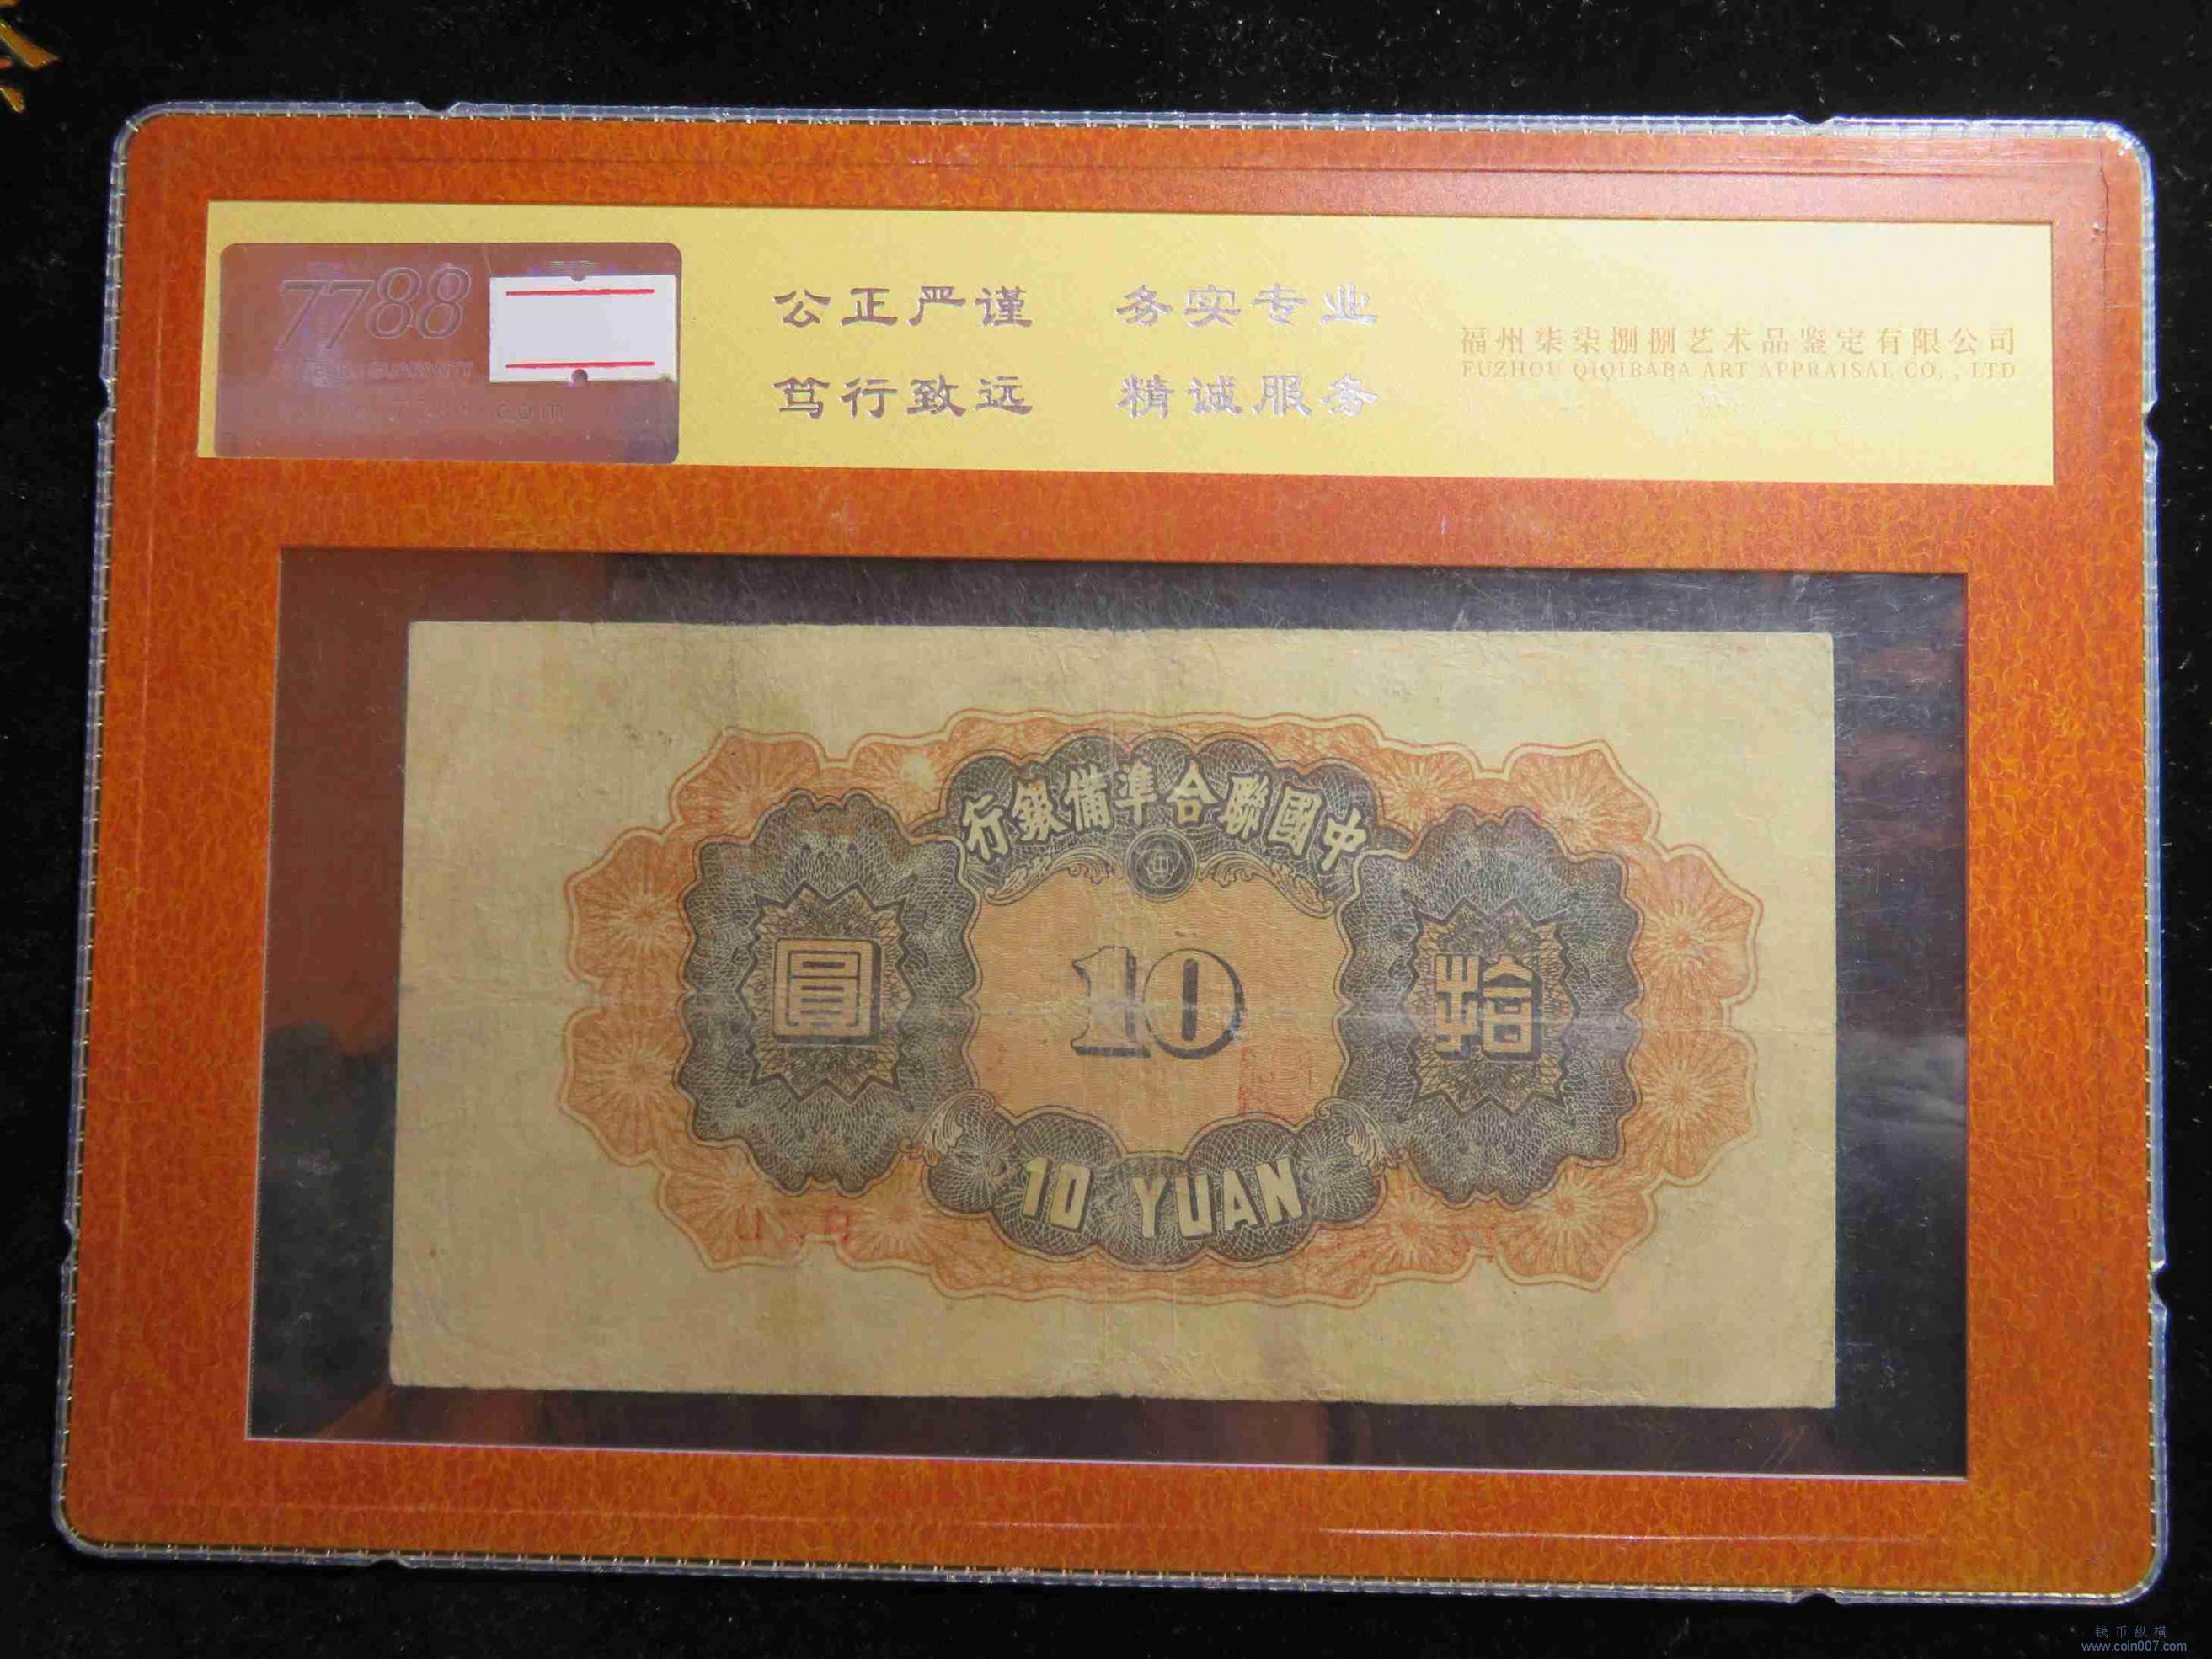 7788
公正严谨 务实专业
笃行致远 精诚服务
福州柒柒捌捌艺术品鉴定有限公司
FUZHOU QIQIBABA ART APPRAISAL CO., LTD
行銀備準合聯國中
圓
10
拾
10 YUAN
钱币纵横
www.coin007.com